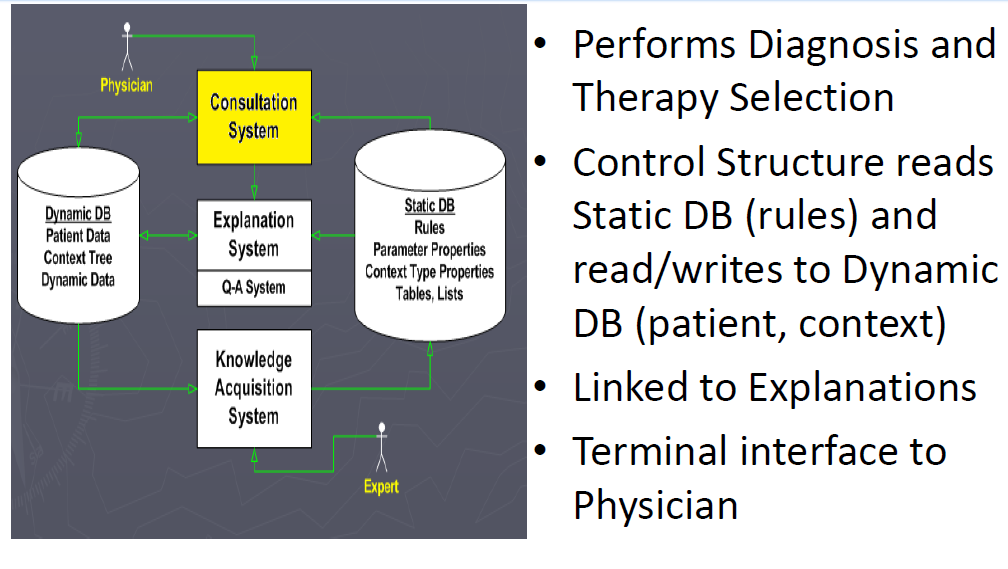 Physician
Consultation
System
Dynamic DB
Patient Data
Context Tree
Dynamic Data
Explanation
System
Q-A System
Static DB
Rules
Parameter Properties
Context Type Properties
Tables, Lists
Knowledge
Acquisition
System
Expert
• Performs Diagnosis and
Therapy Selection
• Control Structure reads
Static DB (rules) and
read/writes to Dynamic
DB (patient, context)
• Linked to Explanations
• Terminal interface to
Physician